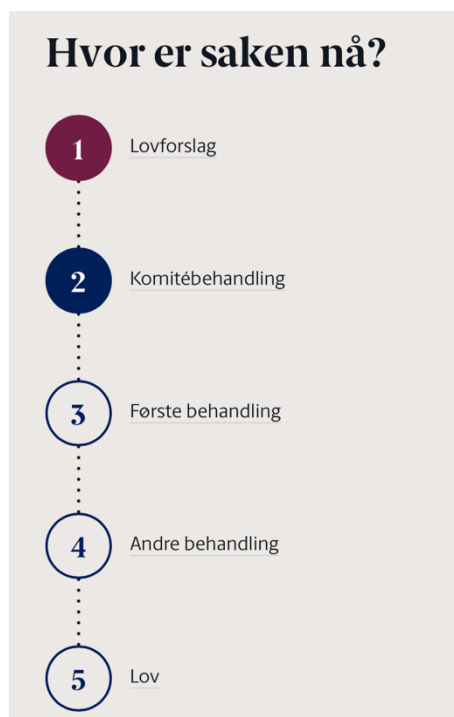 Hvor er saken nå?
1 Lovforslag
2 Komitébehandling
3 Første behandling
4 Andre behandling
5 Lov